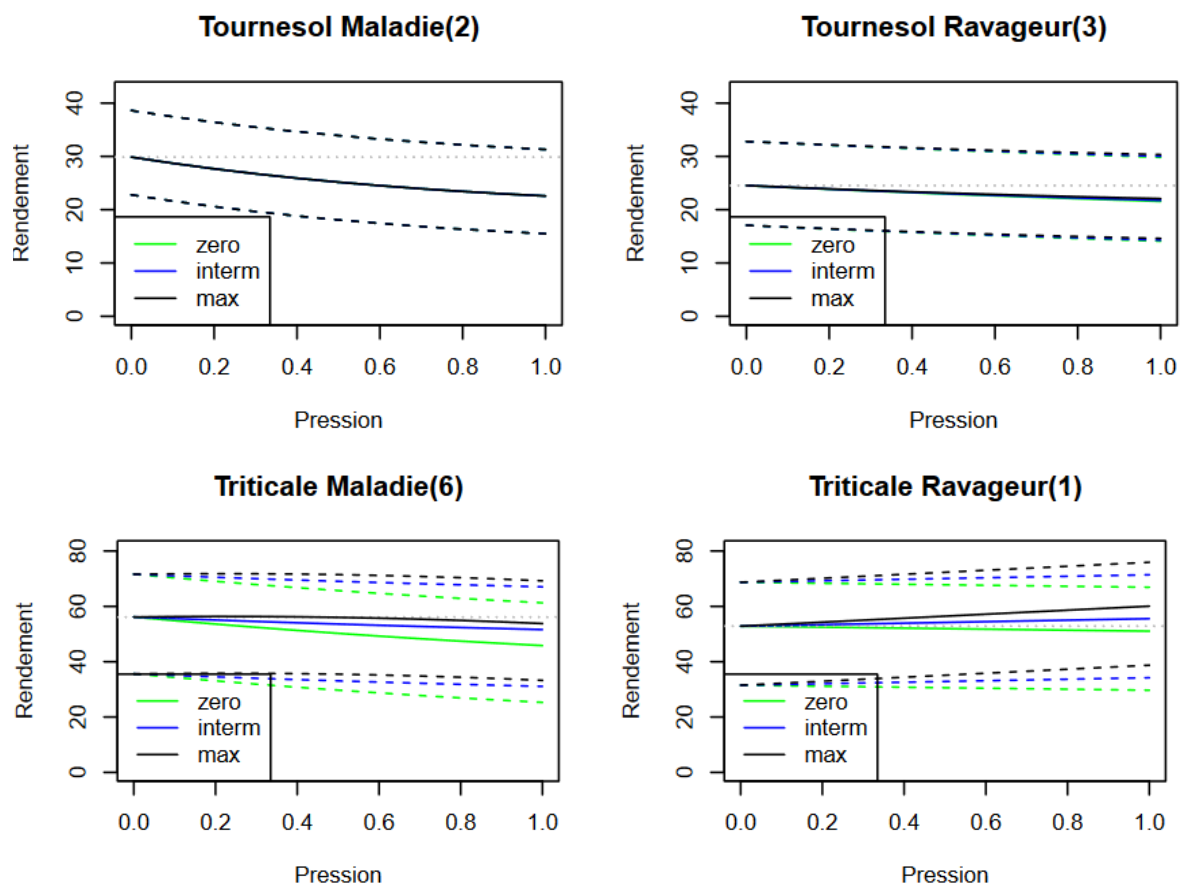 Tournesol Maladie(2)
Rendement
40
30
20
10
0
zero
interm
max
0.0 0.2 0.4 0.6 0.8 1.0
Pression
Tournesol Ravageur(3)
Rendement
40
30
20
10
0
zero
interm
max
0.0 0.2 0.4 0.6 0.8 1.0
Pression
Triticale Maladie(6)
Rendement
80
60
40
20
0
zero
interm
max
0.0 0.2 0.4 0.6 0.8 1.0
Pression
Triticale Ravageur(1)
Rendement
80
60
40
20
0
zero
interm
max
0.0 0.2 0.4 0.6 0.8 1.0
Pression